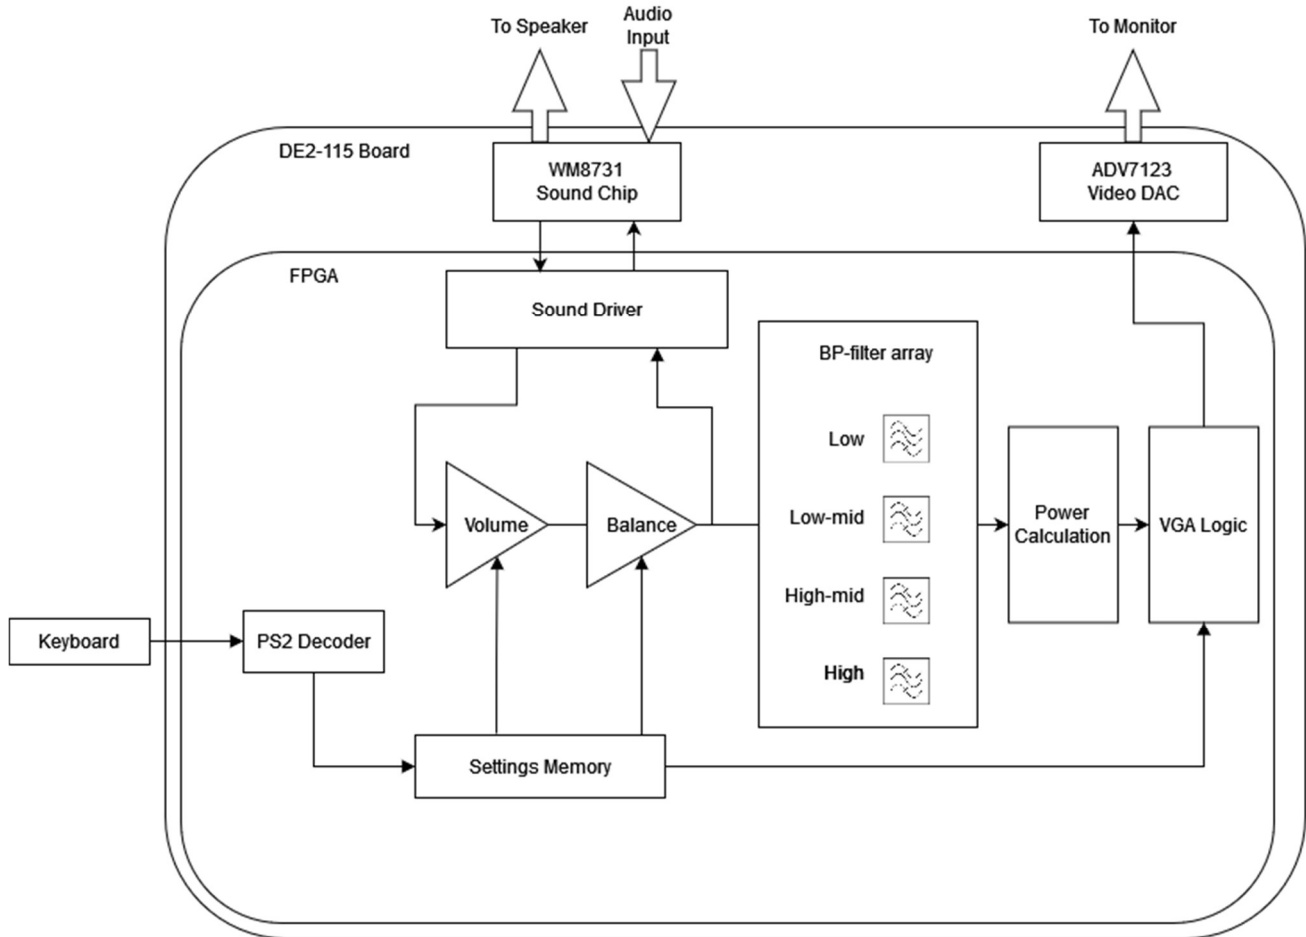 To Speaker
Audio
Input
To Monitor
DE2-115 Board
WM8731
Sound Chip
ADV7123
Video DAC
FPGA
Sound Driver
BP-filter array
Low
Low-mid
High-mid
High
Volume
Balance
Power
Calculation
VGA Logic
Keyboard
PS2 Decoder
Settings Memory